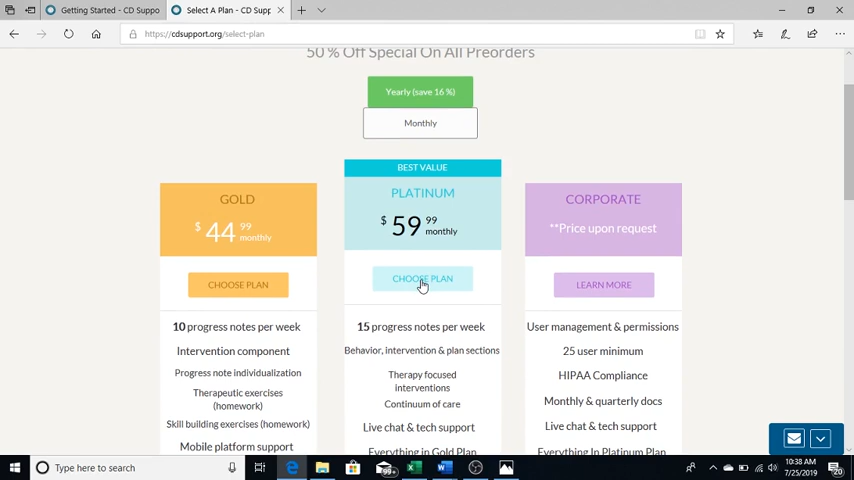 Getting Started - CD Suppo
Select A Plan - CD Supp
https://cdsupport.org/select-plan
50 % Off Special On All Preorders
Yearly (save 16 %)
Monthly
BEST VALUE
GOLD
$ 44 99 monthly
CHOOSE PLAN
10 progress notes per week
Intervention component
Progress note individualization
Therapeutic exercises
(homework)
Skill building exercises (homework)
Mobile platform support
PLATINUM
$ 59 99 monthly
CHOOSE PLAN
15 progress notes per week
Behavior, intervention & plan sections
Therapy focused
interventions
Continuum of care
Live chat & tech support
Everything in Gold Plan
CORPORATE
**Price upon request
LEARN MORE
User management & permissions
25 user minimum
HIPAA Compliance
Monthly & quarterly docs
Live chat & tech support
Everything In Platinum Plan
Type here to search
99+
10:38 AM
7/25/2019
20